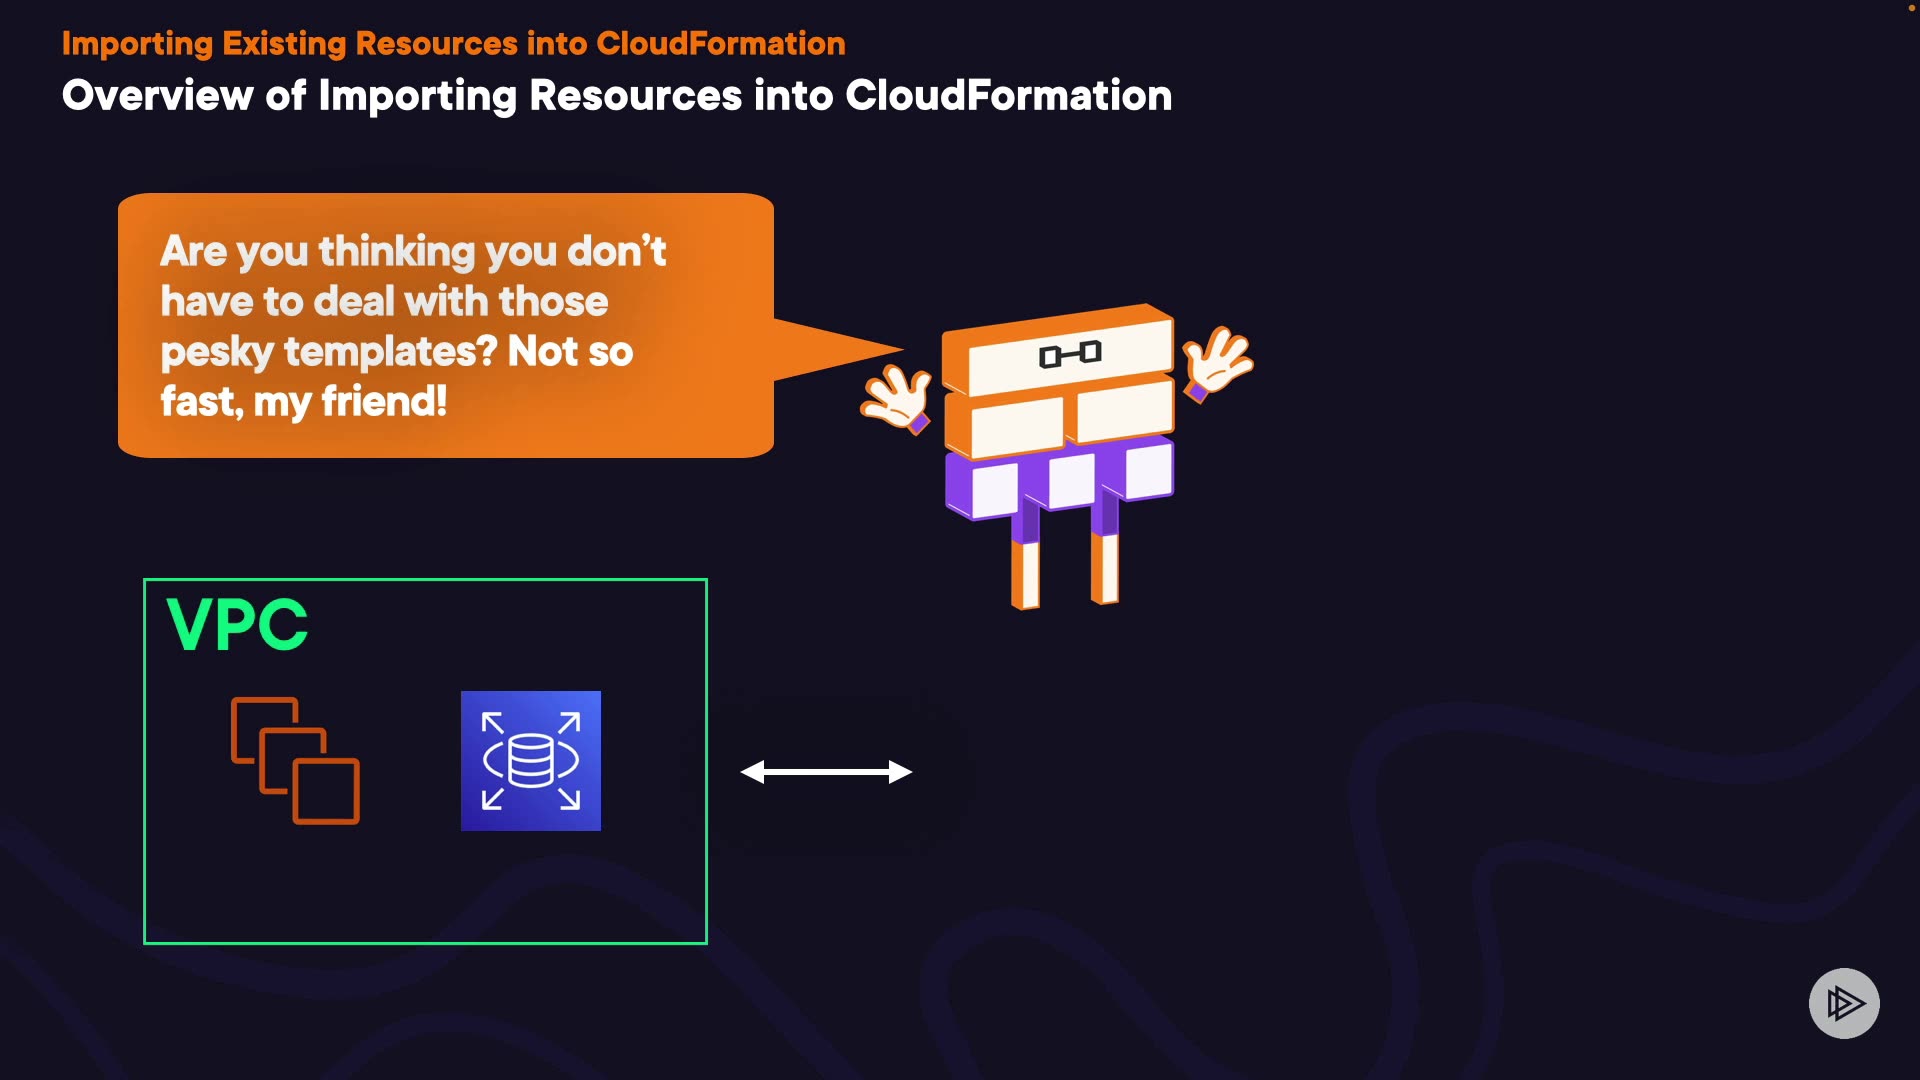 Importing Existing Resources into CloudFormation
Overview of Importing Resources into CloudFormation
Are you thinking you don’t
have to deal with those
pesky templates? Not so
fast, my friend!
VPC